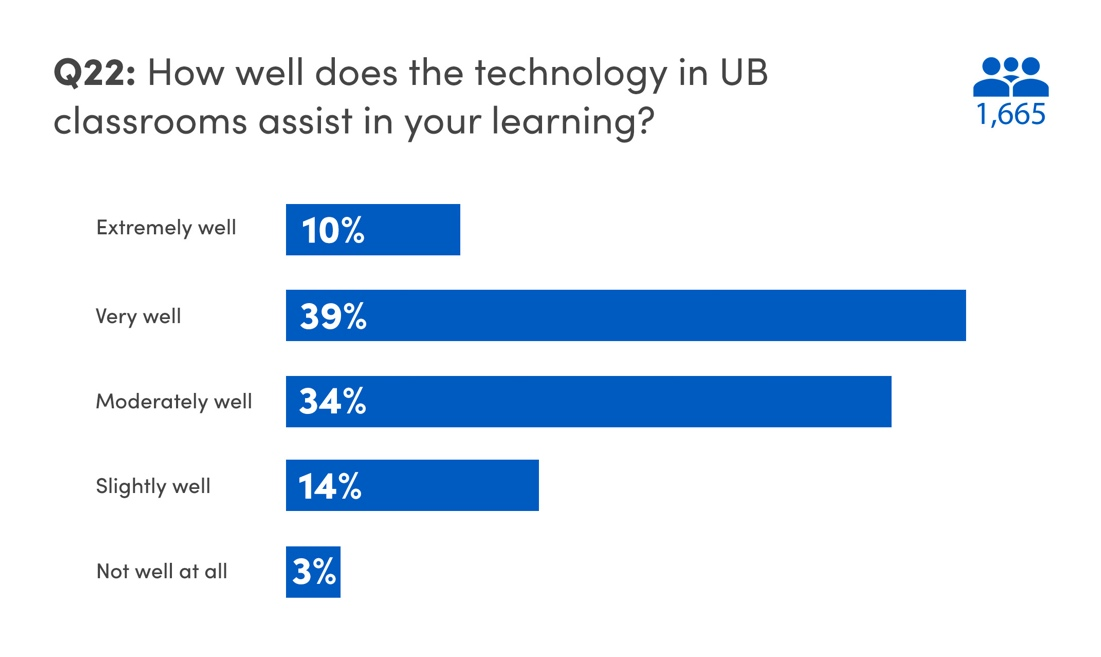 Q22: How well does the technology in UB
classrooms assist in your learning?
1,665
Extremely well 10%
Very well 39%
Moderately well 34%
Slightly well 14%
Not well at all 3%